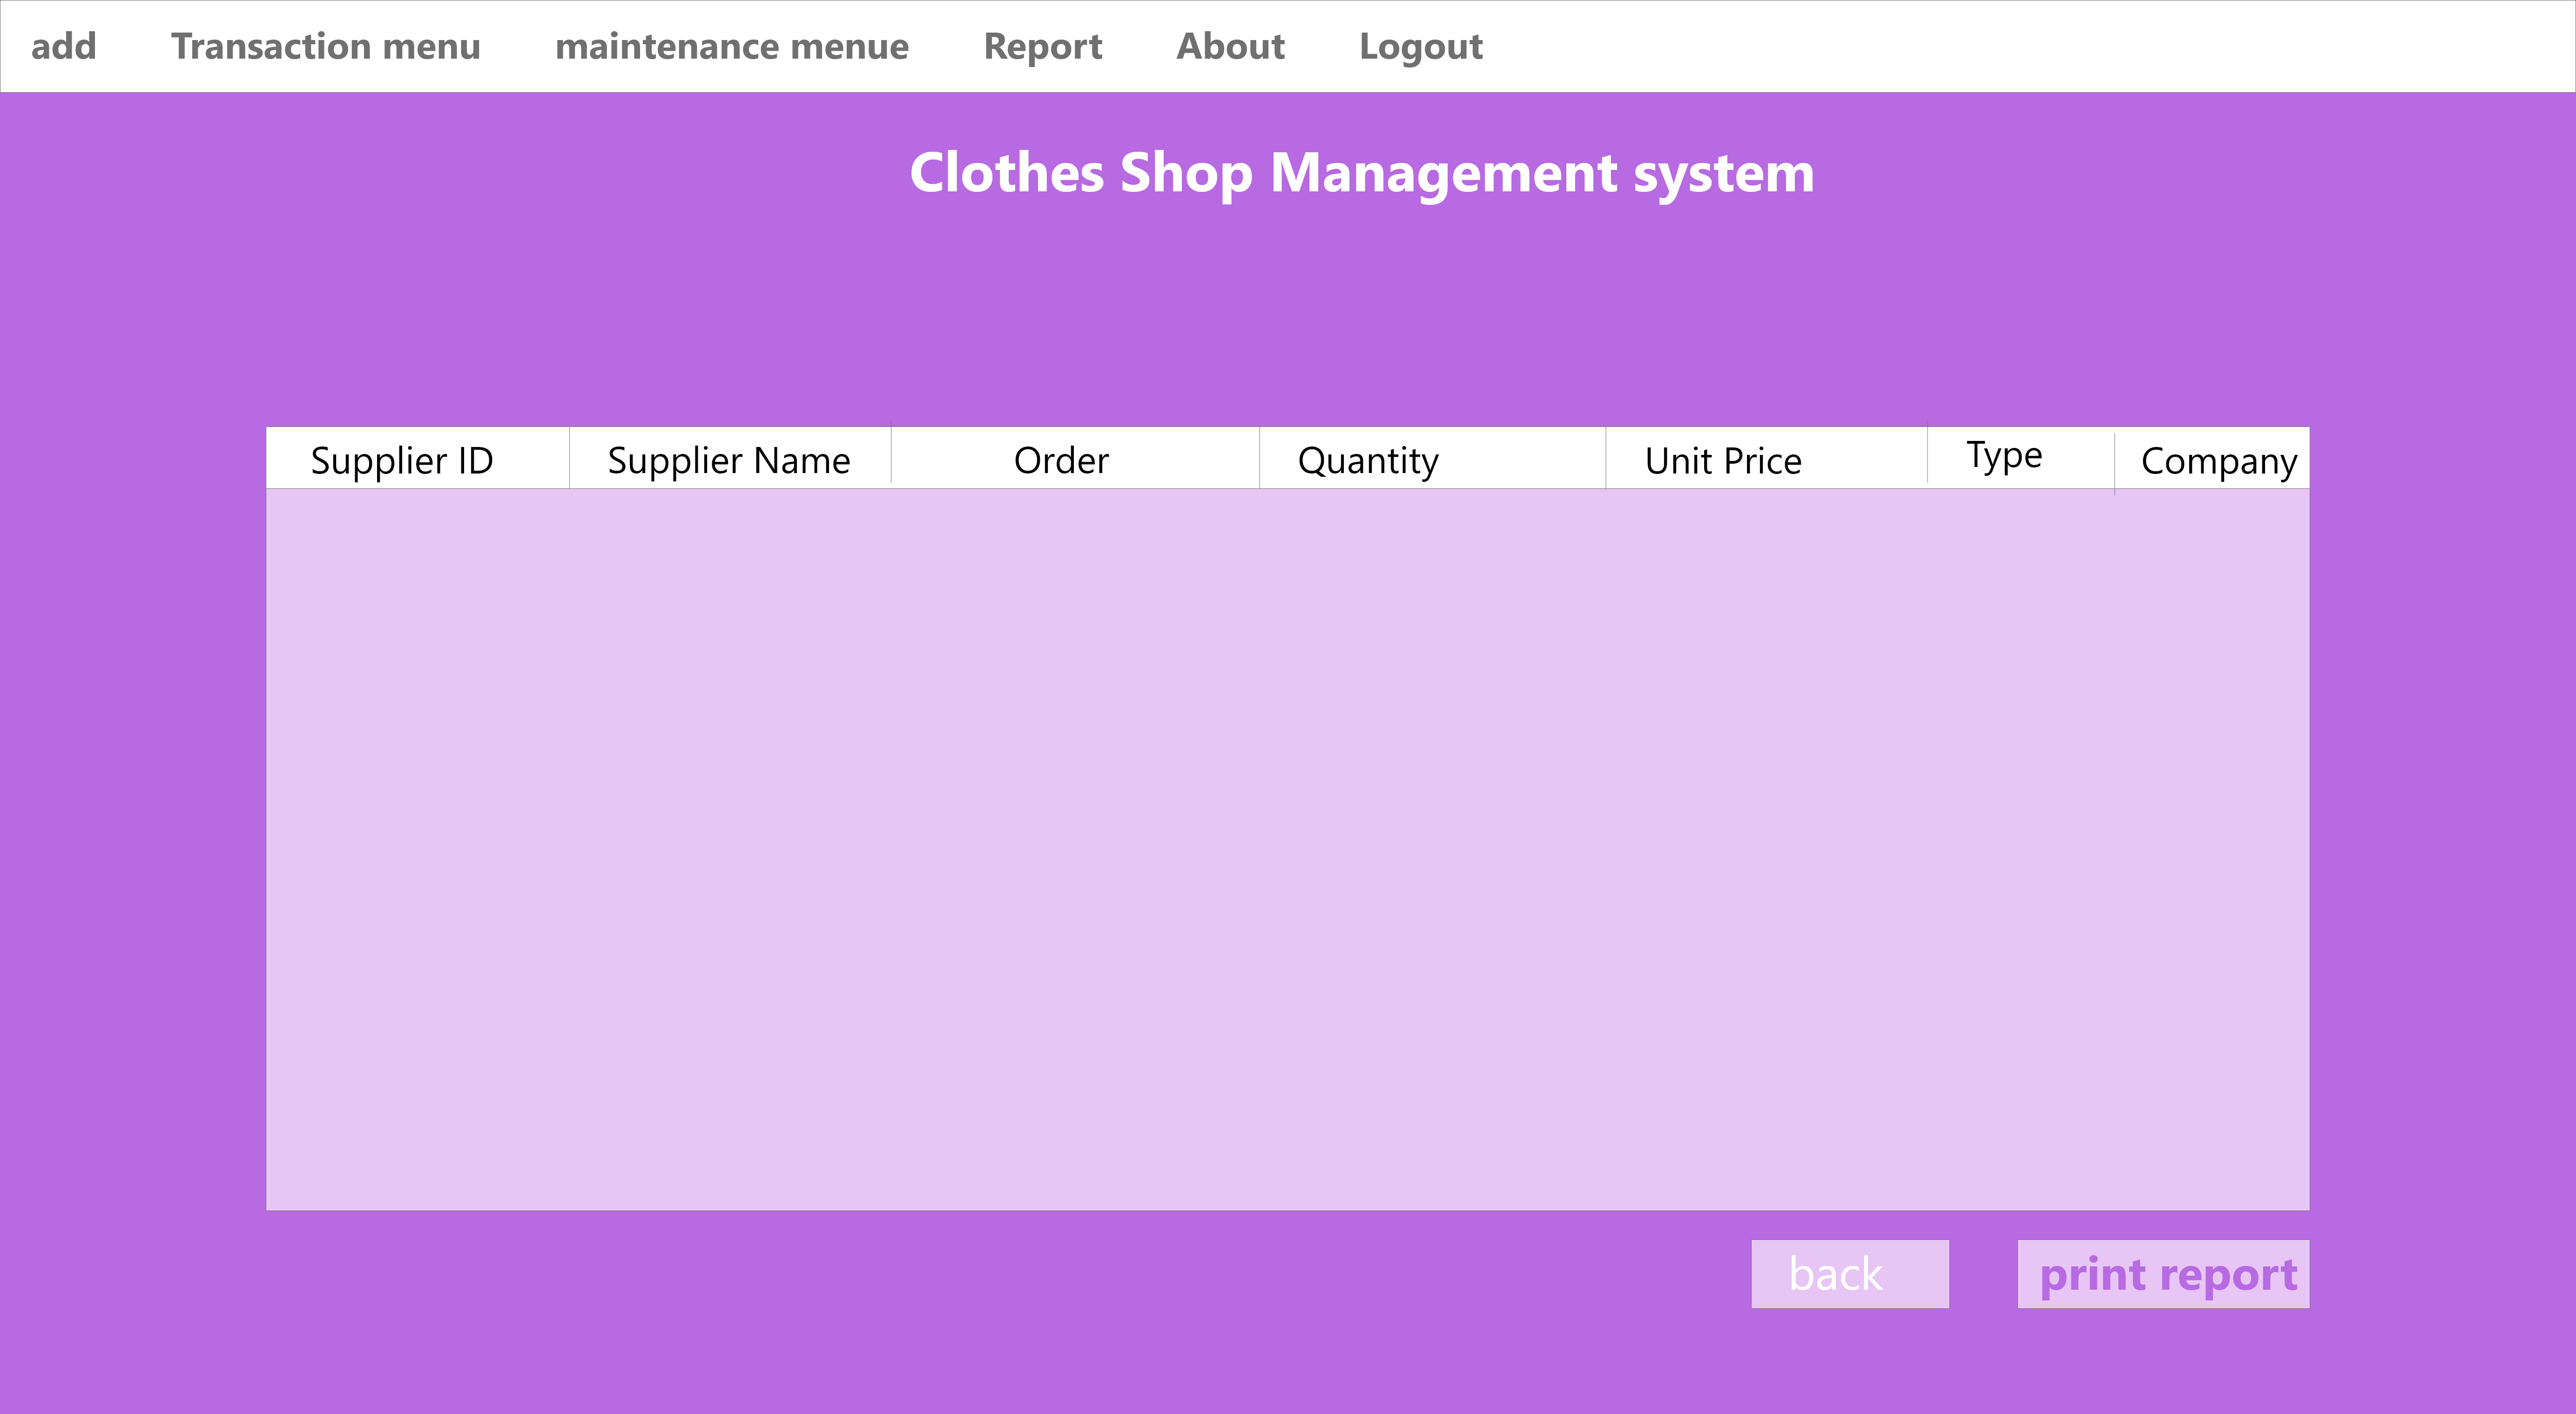 add Transaction menu maintenance menue Report About Logout
Clothes Shop Management system
Supplier ID Supplier Name Order Quantity Unit Price Type Company
back print report